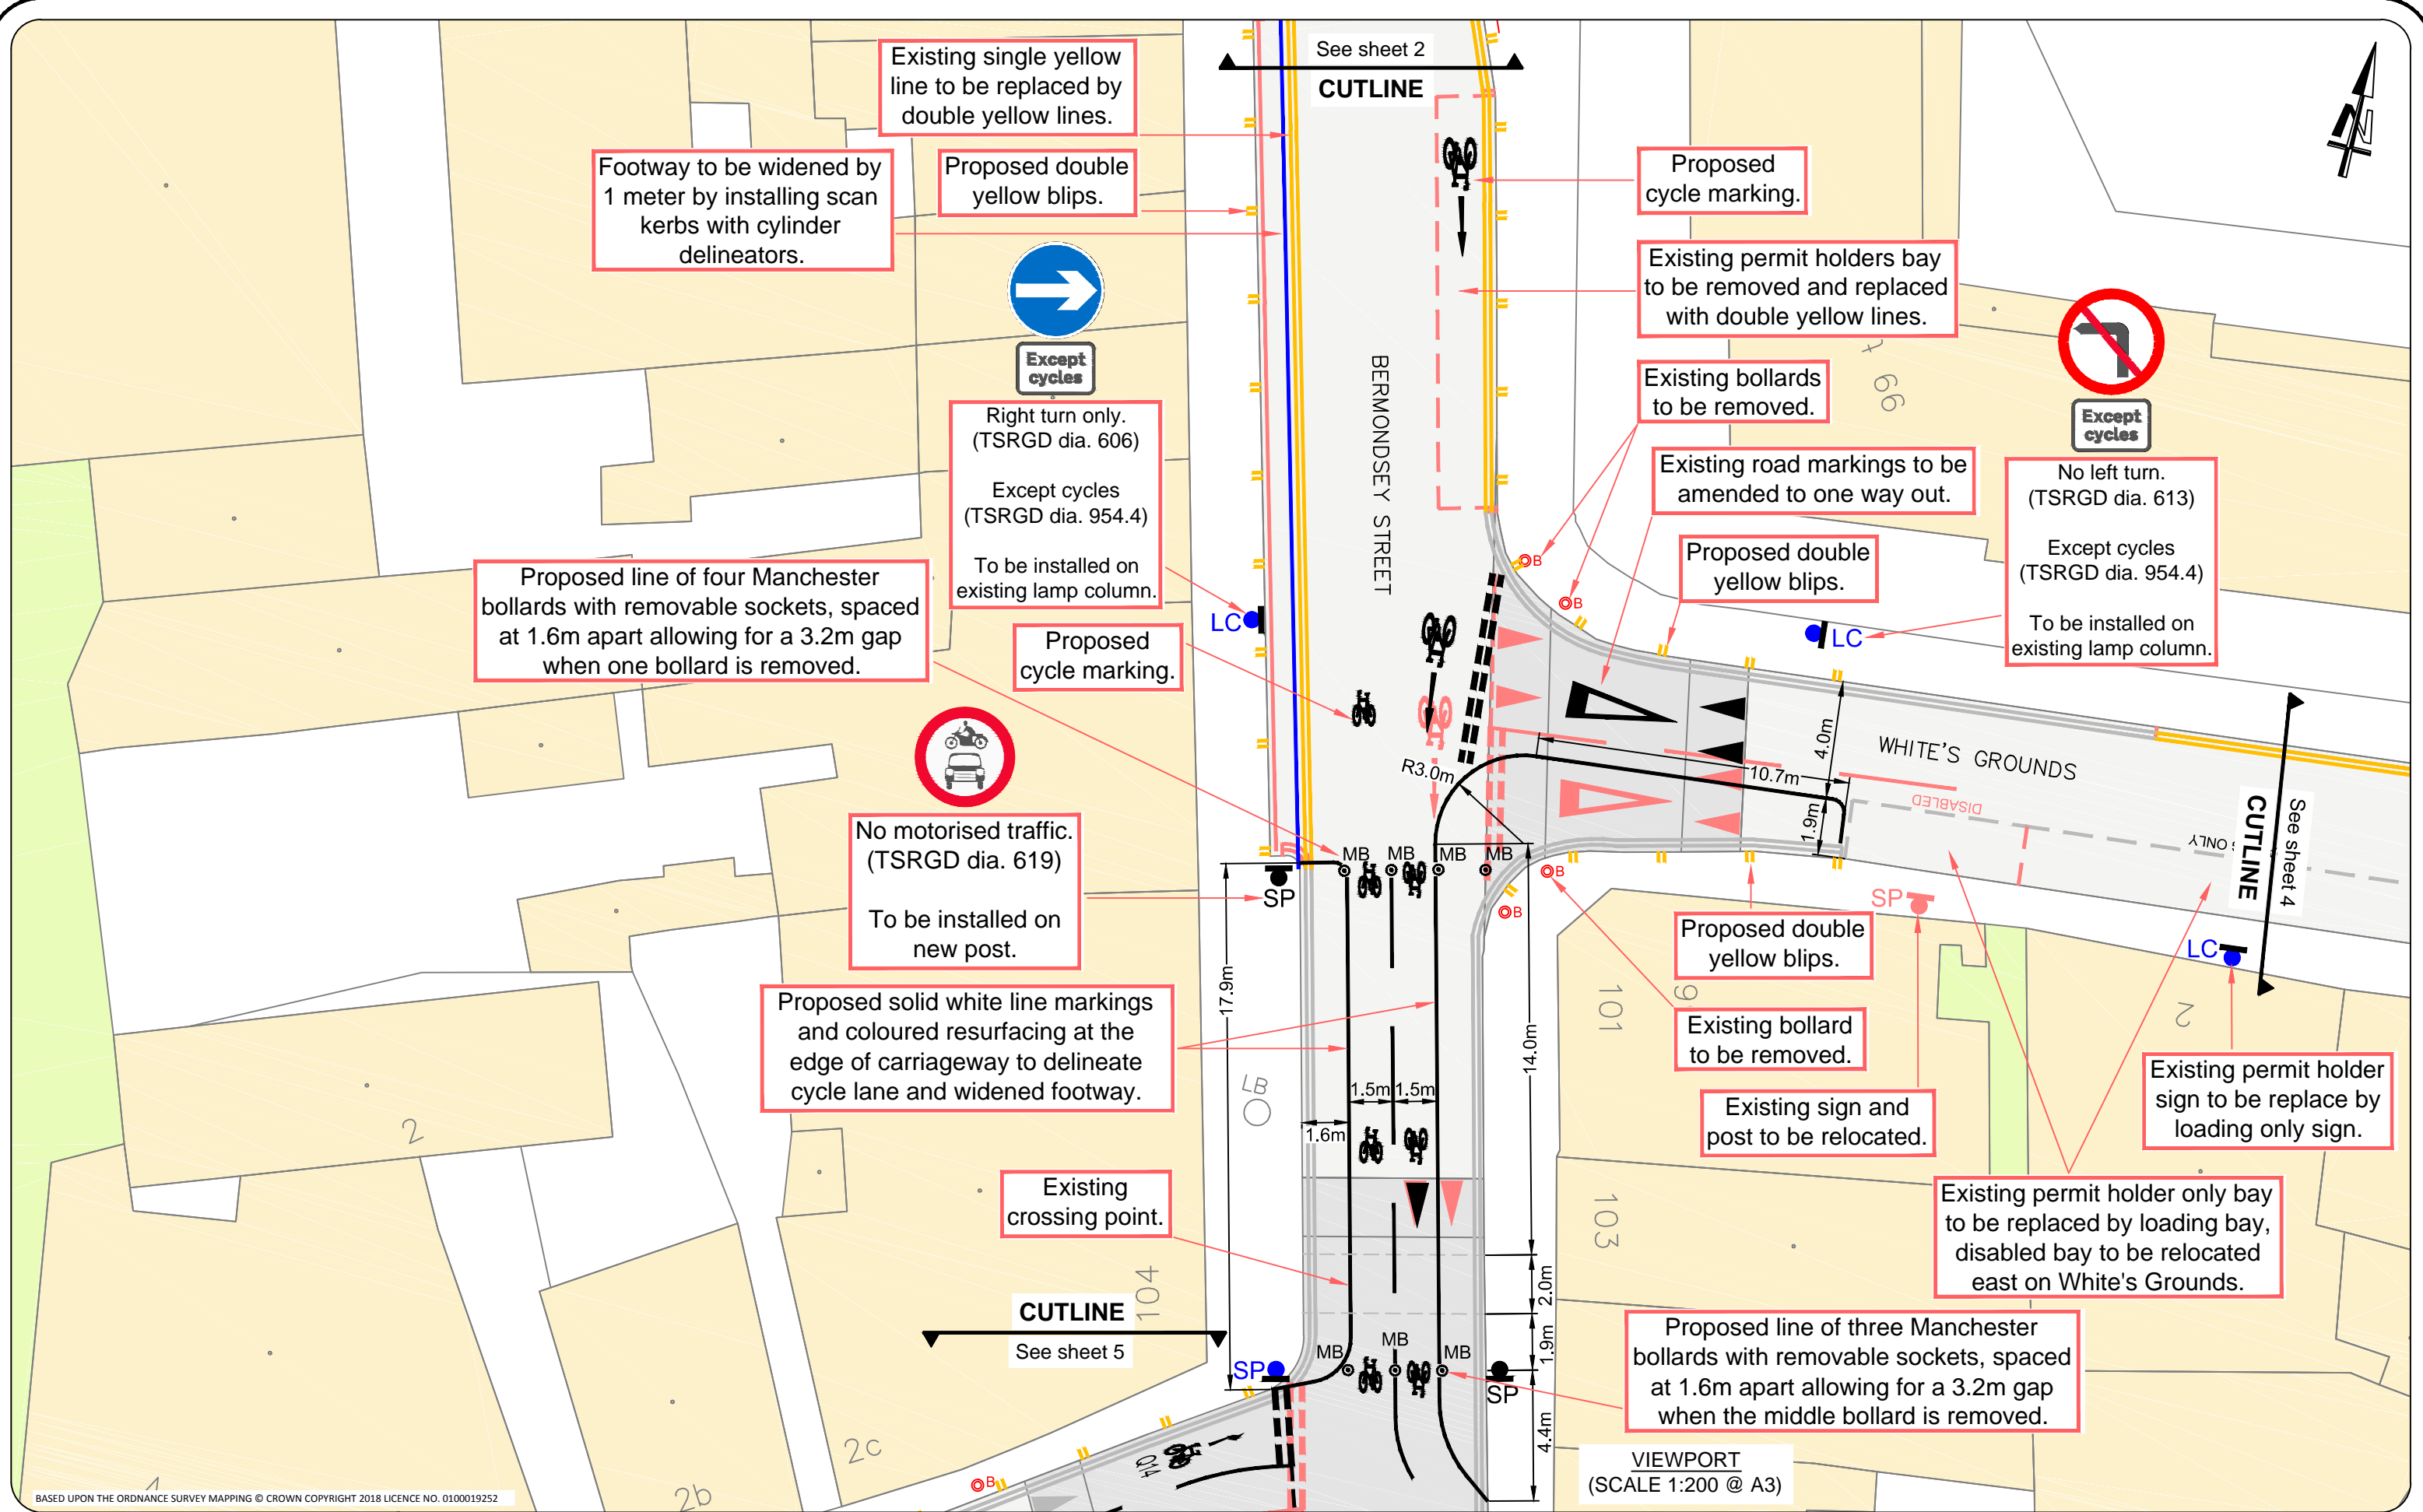 See sheet 2
CUTLINE
Existing single yellow
line to be replaced by
double yellow lines.
Footway to be widened by
1 meter by installing scan
kerbs with cylinder
delineators.
Proposed double
yellow blips.
Proposed
cycle marking.
N
Existing permit holders bay
to be removed and replaced
with double yellow lines.
Except
cycles
Right turn only.
(TSRGD dia. 606)
Except cycles
(TSRGD dia. 954.4)
To be installed on
existing lamp column.
BERMONDSEY STREET
Existing bollards
to be removed.
66
Except
cycles
No left turn.
(TSRGD dia. 613)
Except cycles
(TSRGD dia. 954.4)
To be installed on
existing lamp column.
Existing road markings to be
amended to one way out.
Proposed double
yellow blips.
Proposed line of four Manchester
bollards with removable sockets, spaced
at 1.6m apart allowing for a 3.2m gap
when one bollard is removed.
LC
B
B
LC
Proposed
cycle marking.
No motorised traffic.
(TSRGD dia. 619)
To be installed on
new post.
R3.0m
10.7m
4.0m
1.9m
WHITE'S GROUNDS
DISABLED
ONLY
CUTLINE
See sheet 4
MB
MB
MB
MB
SP
B
B
SP
LC
Proposed double
yellow blips.
Existing bollard
to be removed.
Existing sign and
post to be relocated.
Existing permit holder
sign to be replace by
loading only sign.
Existing permit holder only bay
to be replaced by loading bay,
disabled bay to be relocated
east on White's Grounds.
Proposed solid white line markings
and coloured resurfacing at the
edge of carriageway to delineate
cycle lane and widened footway.
17.9m
14.0m
LB
1.5m
1.5m
1.6m
101
103
2
2
Existing
crossing point.
104
CUTLINE
See sheet 5
2.0m
1.9m
4.4m
MB
MB
MB
SP
SP
Proposed line of three Manchester
bollards with removable sockets, spaced
at 1.6m apart allowing for a 3.2m gap
when the middle bollard is removed.
VIEWPORT
(SCALE 1:200 @ A3)
Q14
B
2c
2b
BASED UPON THE ORDNANCE SURVEY MAPPING © CROWN COPYRIGHT 2018 LICENCE NO. 0100019252